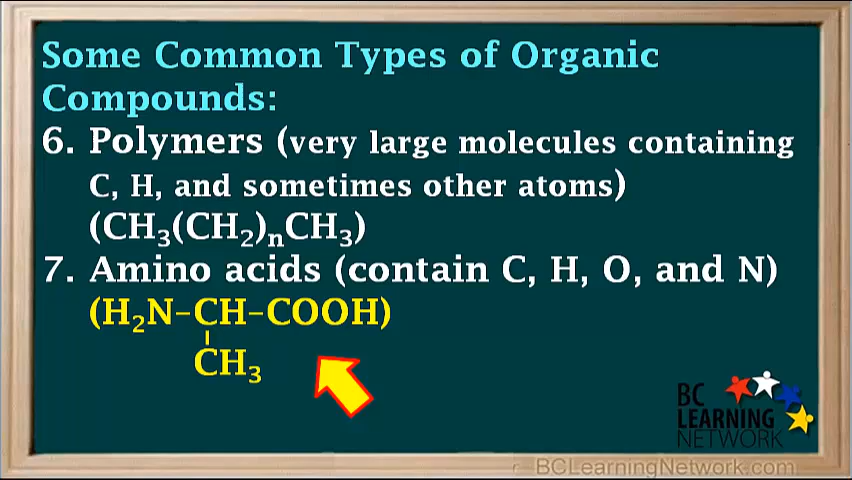 Some Common Types of Organic
Compounds:
6. Polymers (very large molecules containing
C, H, and sometimes other atoms)
(CH₃(CH₂)ₙCH₃)
7. Amino acids (contain C, H, O, and N)
(H₂N–CH–COOH)
CH₃
BC
LEARNING
NETWORK
BCLearningNetwork.com